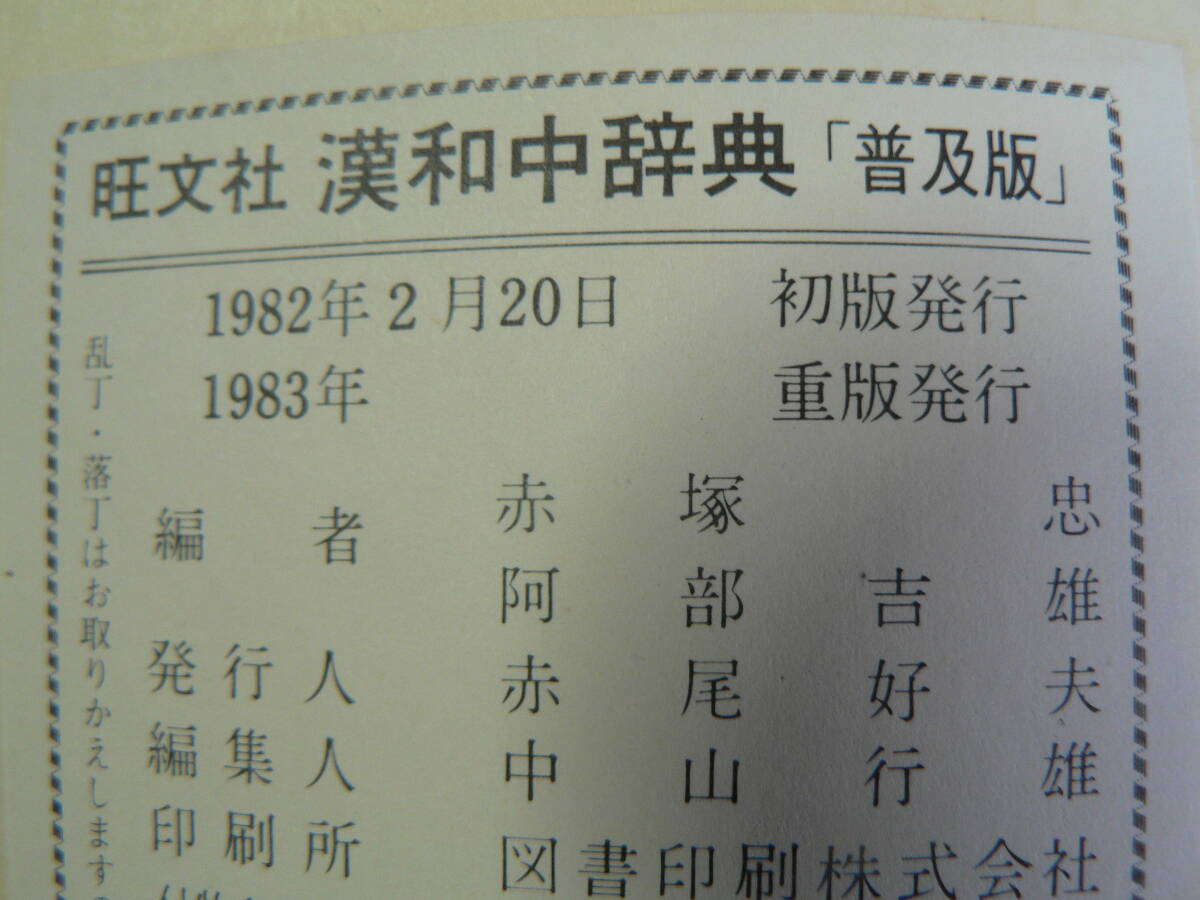 旺文社 漢和中辞典「普及版」
1982年2月20日 初版発行
1983年 重版発行
編者 赤塚忠
阿部吉雄
発行人 赤尾好夫
編集人 中山行雄
印刷所 図書印刷株式会社
乱丁・落丁はお取りかえします